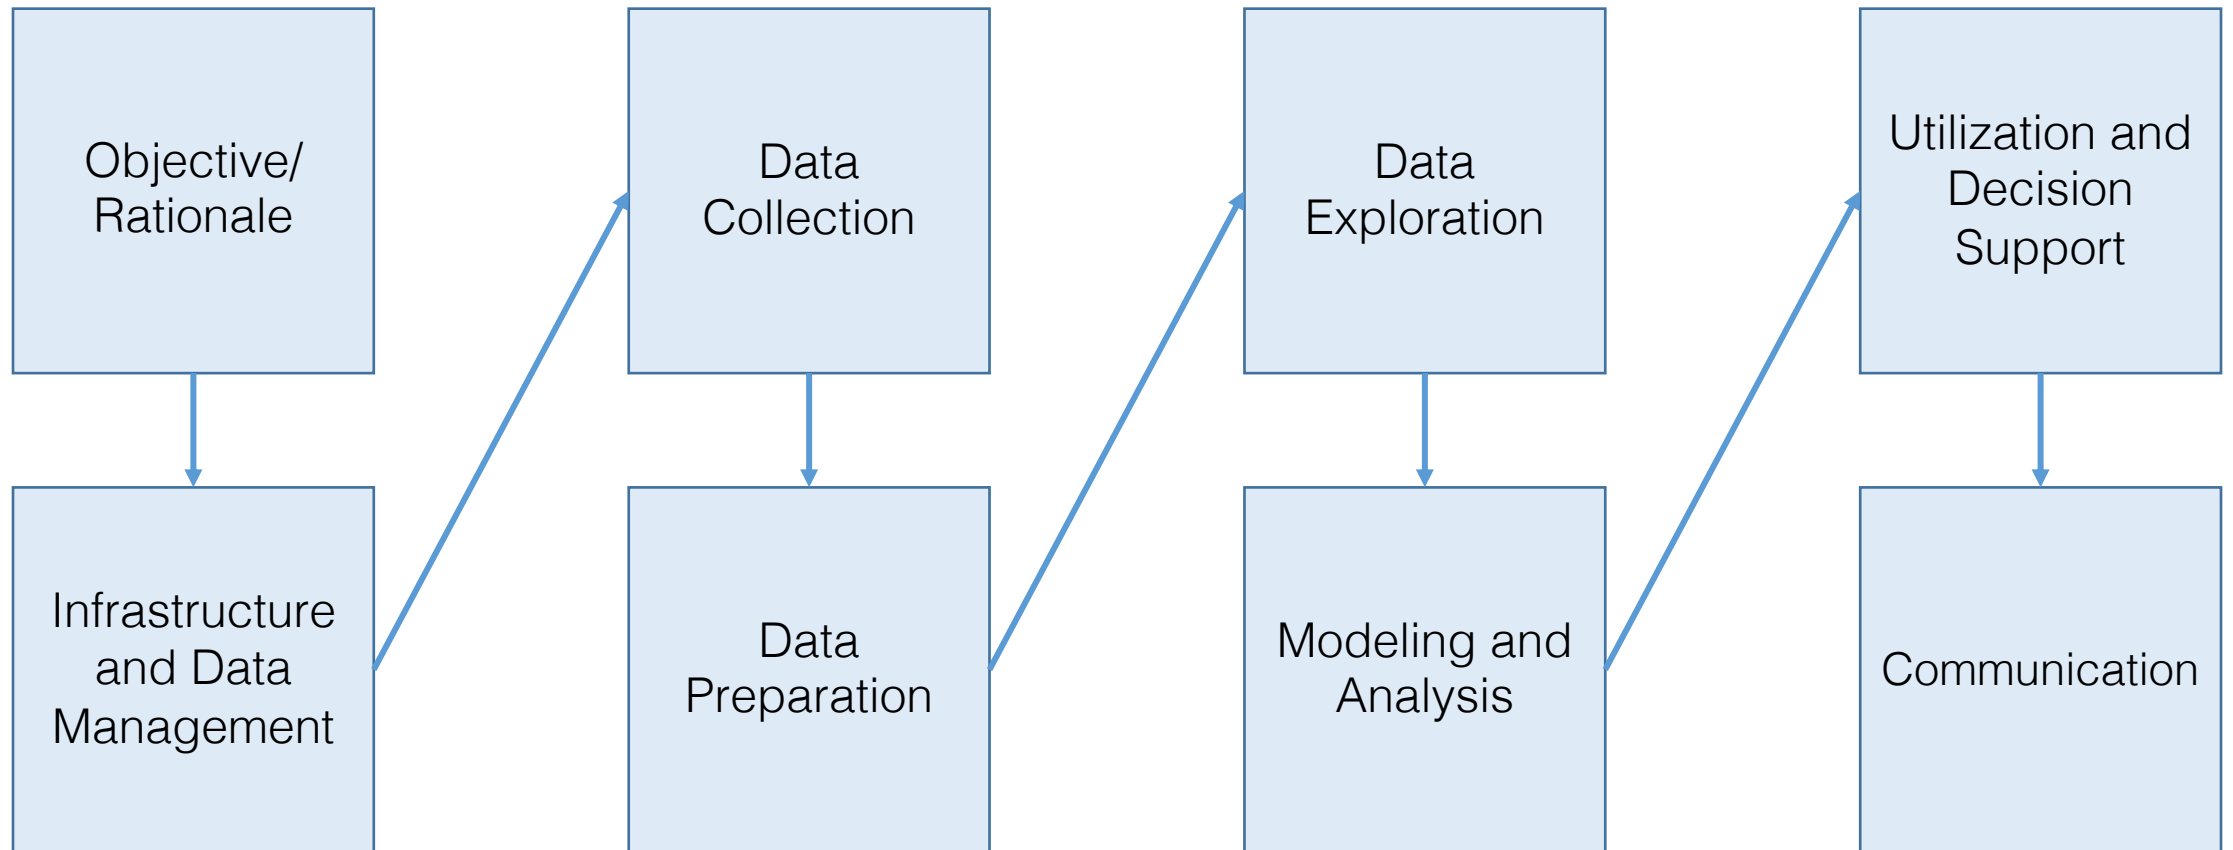 Objective/
Rationale
Infrastructure
and Data
Management
Data
Collection
Data
Preparation
Data
Exploration
Modeling and
Analysis
Utilization and
Decision
Support
Communication